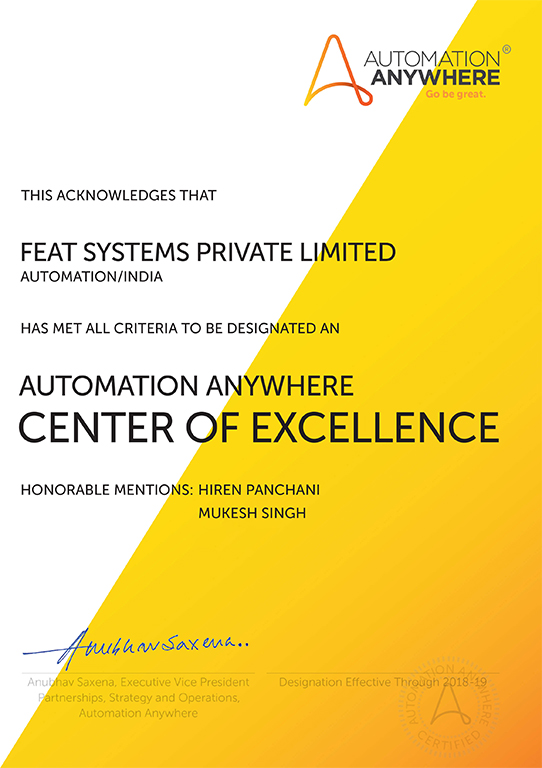 AUTOMATION®
ANYWHERE
Go be great.
THIS ACKNOWLEDGES THAT
FEAT SYSTEMS PRIVATE LIMITED
AUTOMATION/INDIA
HAS MET ALL CRITERIA TO BE DESIGNATED AN
AUTOMATION ANYWHERE
CENTER OF EXCELLENCE
HONORABLE MENTIONS: HIREN PANCHANI
MUKESH SINGH
Anubhav Saxena..
Anubhav Saxena, Executive Vice President
Partnerships, Strategy and Operations,
Automation Anywhere
Designation Effective Through 2018-19
AUTOMATION ANYWHERE
CERTIFIED